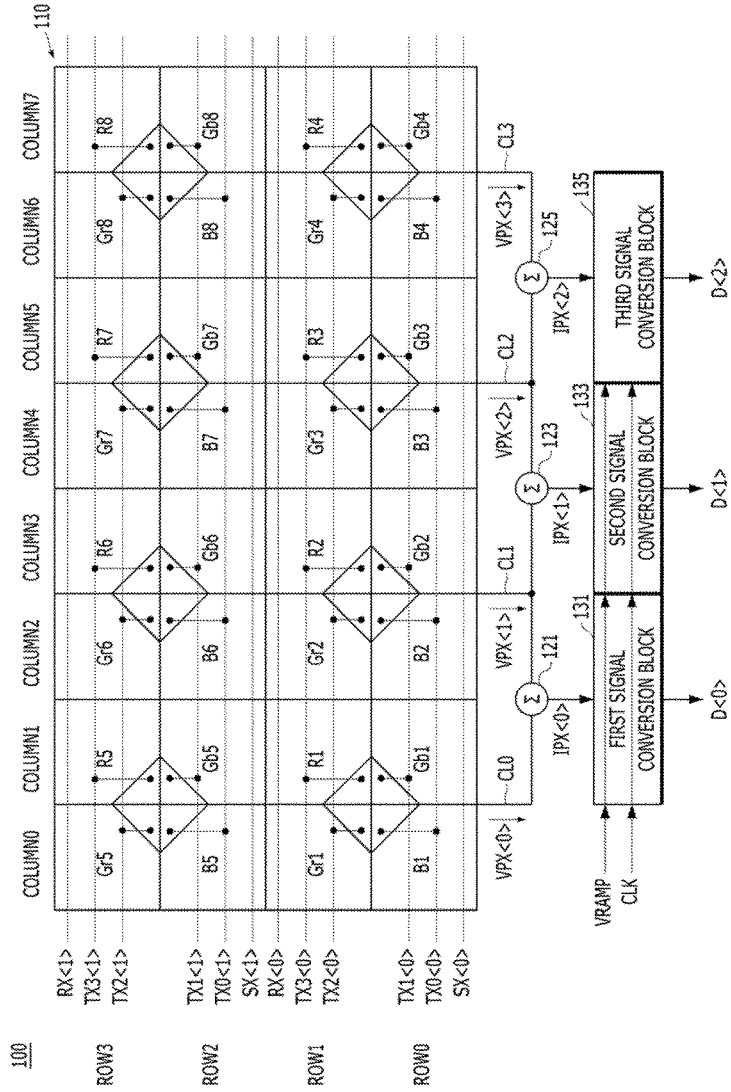 100
110
COLUMN0 COLUMN1 COLUMN2 COLUMN3 COLUMN4 COLUMN5 COLUMN6 COLUMN7
RX<1>
ROW3 TX3<1> R5 R6 R7 R8
TX2<1> Gr5 Gr6 Gr7 Gr8
ROW2 TX1<1> Gb5 Gb6 Gb7 Gb8
TX0<1> B5 B6 B7 B8
SX<1>
RX<0>
ROW1 TX3<0> R1 R2 R3 R4
TX2<0> Gr1 Gr2 Gr3 Gr4
ROW0 TX1<0> Gb1 Gb2 Gb3 Gb4
TX0<0> B1 B2 B3 B4
SX<0>
VPX<0> CL0 VPX<1> CL1 VPX<2> CL2 VPX<3> CL3
Σ 121 Σ 123 Σ 125
IPX<0> IPX<1> IPX<2>
131 133 135
VRAMP
CLK
FIRST SIGNAL
CONVERSION BLOCK
SECOND SIGNAL
CONVERSION BLOCK
THIRD SIGNAL
CONVERSION BLOCK
D<0> D<1> D<2>